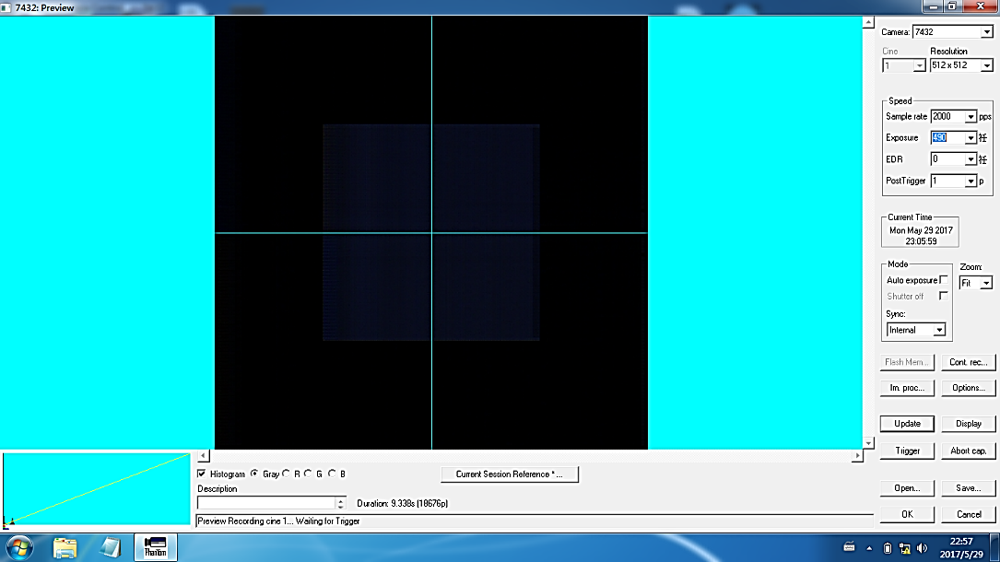 7432: Preview
Camera: 7432
Cine
Resolution
1
512 x 512
Speed
Sample rate 2000 pps
Exposure 490
EDR 0
PostTrigger 1 p
Current Time
Mon May 29 2017
23:05:59
Mode
Zoom:
Auto exposure
Fit
Shutter off
Sync:
Internal
Flash Mem...
Cont. rec...
Im. proc...
Options...
Update
Display
Trigger
Abort cap.
Histogram Gray R G B
Current Session Reference * ...
Description
Open...
Save...
Duration: 9.338s (18676p)
OK
Cancel
Preview Recording cine 1... Waiting for Trigger
22:57
2017/5/29